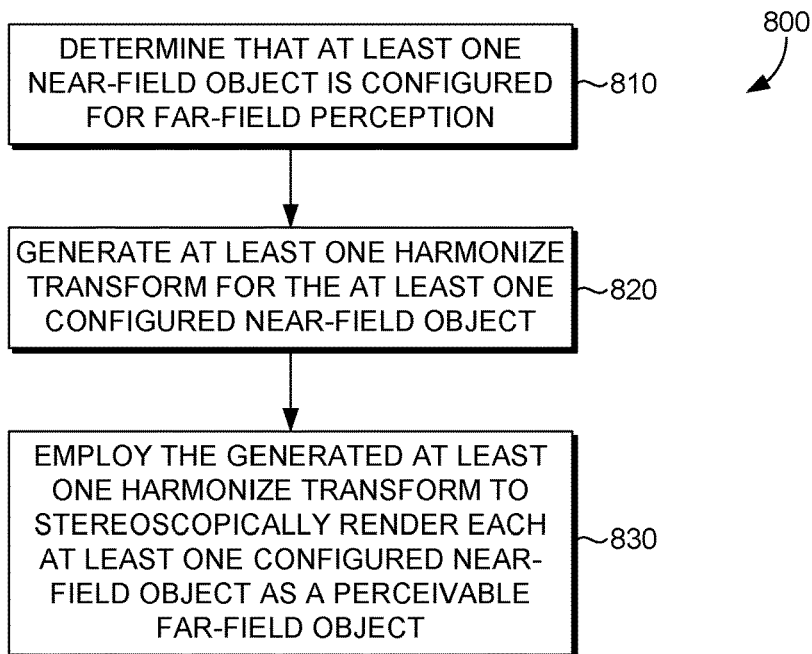 800
DETERMINE THAT AT LEAST ONE
NEAR-FIELD OBJECT IS CONFIGURED
FOR FAR-FIELD PERCEPTION
810
GENERATE AT LEAST ONE HARMONIZE
TRANSFORM FOR THE AT LEAST ONE
CONFIGURED NEAR-FIELD OBJECT
820
EMPLOY THE GENERATED AT LEAST
ONE HARMONIZE TRANSFORM TO
STEREOSCOPICALLY RENDER EACH
AT LEAST ONE CONFIGURED NEAR-
FIELD OBJECT AS A PERCEIVABLE
FAR-FIELD OBJECT
830